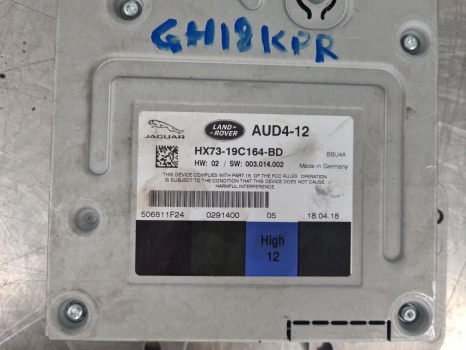 GH18KPR
JAGUAR
LAND-
ROVER
AUD4-12
HX73-19C164-BD
BBU4A
HW: 02 / SW: 003.014.002
Made in Germany
THIS DEVICE COMPLIES WITH PART 15 OF THE FCC RULES. OPERATION
IS SUBJECT TO THE CONDITION THAT THIS DEVICE DOES NOT CAUSE
HARMFUL INTERFERENCE
506811F24 0291400 05 18.04.18
High
12